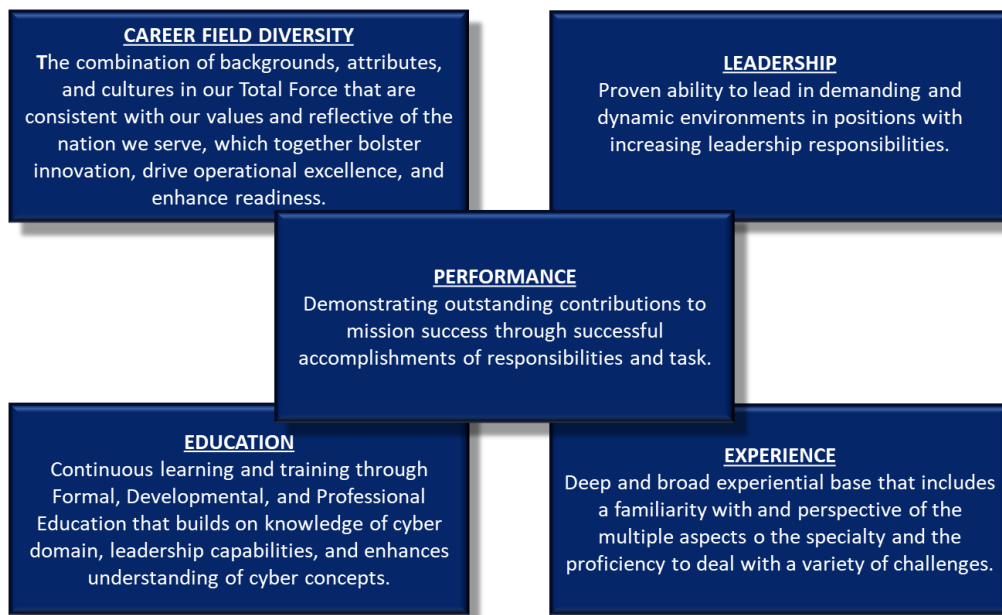 CAREER FIELD DIVERSITY
The combination of backgrounds, attributes,
and cultures in our Total Force that are
consistent with our values and reflective of the
nation we serve, which together bolster
innovation, drive operational excellence, and
enhance readiness.
LEADERSHIP
Proven ability to lead in demanding and
dynamic environments in positions with
increasing leadership responsibilities.
PERFORMANCE
Demonstrating outstanding contributions to
mission success through successful
accomplishments of responsibilities and task.
EDUCATION
Continuous learning and training through
Formal, Developmental, and Professional
Education that builds on knowledge of cyber
domain, leadership capabilities, and enhances
understanding of cyber concepts.
EXPERIENCE
Deep and broad experiential base that includes
a familiarity with and perspective of the
multiple aspects o the specialty and the
proficiency to deal with a variety of challenges.